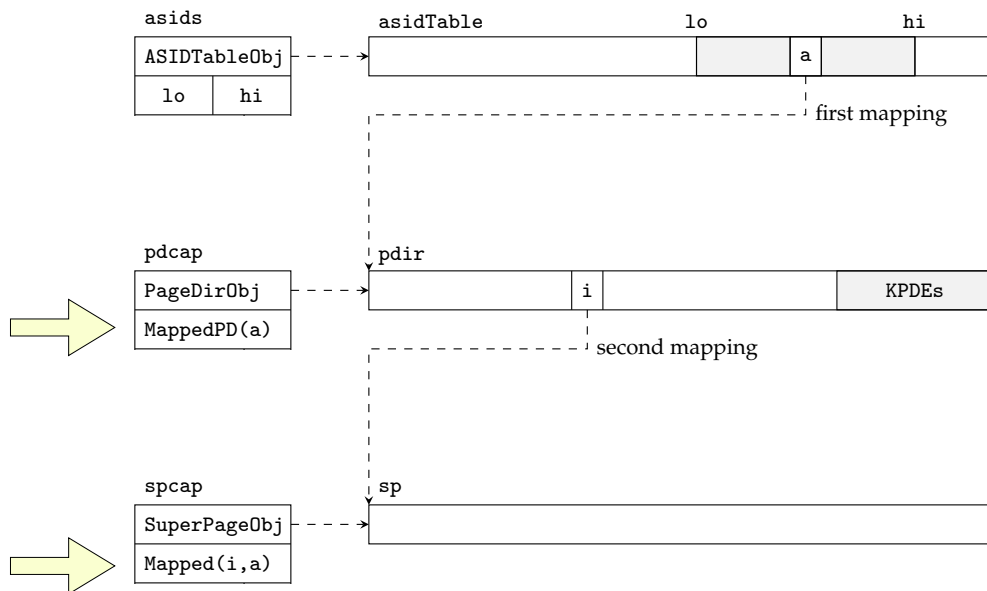 asids
asidTable lo hi
ASIDTableObj
a
lo hi
first mapping
pdcap
pdir
PageDirObj
i
KPDEs
MappedPD(a)
second mapping
spcap
sp
SuperPageObj
Mapped(i,a)